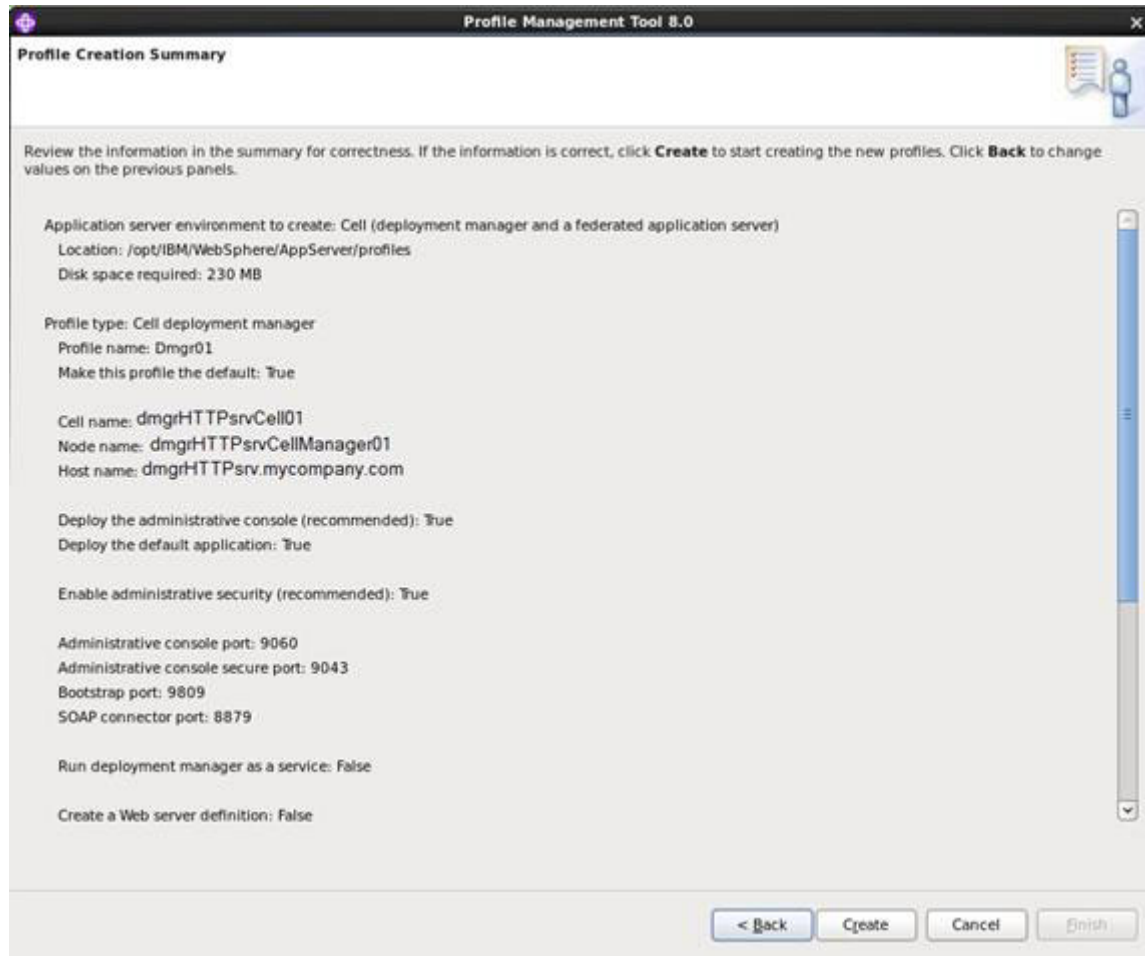 Profile Management Tool 8.0
Profile Creation Summary
Review the information in the summary for correctness. If the information is correct, click Create to start creating the new profiles. Click Back to change
values on the previous panels.
Application server environment to create: Cell (deployment manager and a federated application server)
Location: /opt/IBM/WebSphere/AppServer/profiles
Disk space required: 230 MB
Profile type: Cell deployment manager
Profile name: Dmgr01
Make this profile the default: True
Cell name: dmgrHTTPsrvCell01
Node name: dmgrHTTPsrvCellManager01
Host name: dmgrHTTPsrv.mycompany.com
Deploy the administrative console (recommended): True
Deploy the default application: True
Enable administrative security (recommended): True
Administrative console port: 9060
Administrative console secure port: 9043
Bootstrap port: 9809
SOAP connector port: 8879
Run deployment manager as a service: False
Create a Web server definition: False
< Back Create Cancel Finish